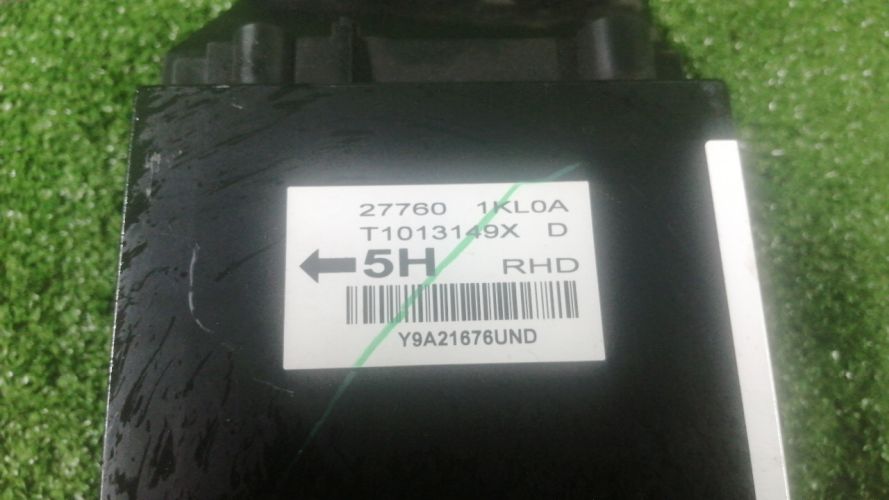 27760 1KL0A
T1013149X D
5H RHD
Y9A21676UND